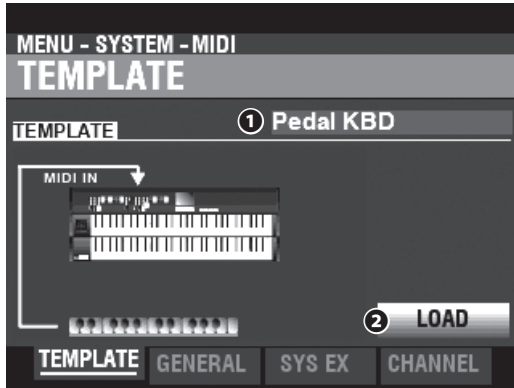 MENU - SYSTEM - MIDI
TEMPLATE
TEMPLATE 1 Pedal KBD
MIDI IN
2 LOAD
TEMPLATE GENERAL SYS EX CHANNEL